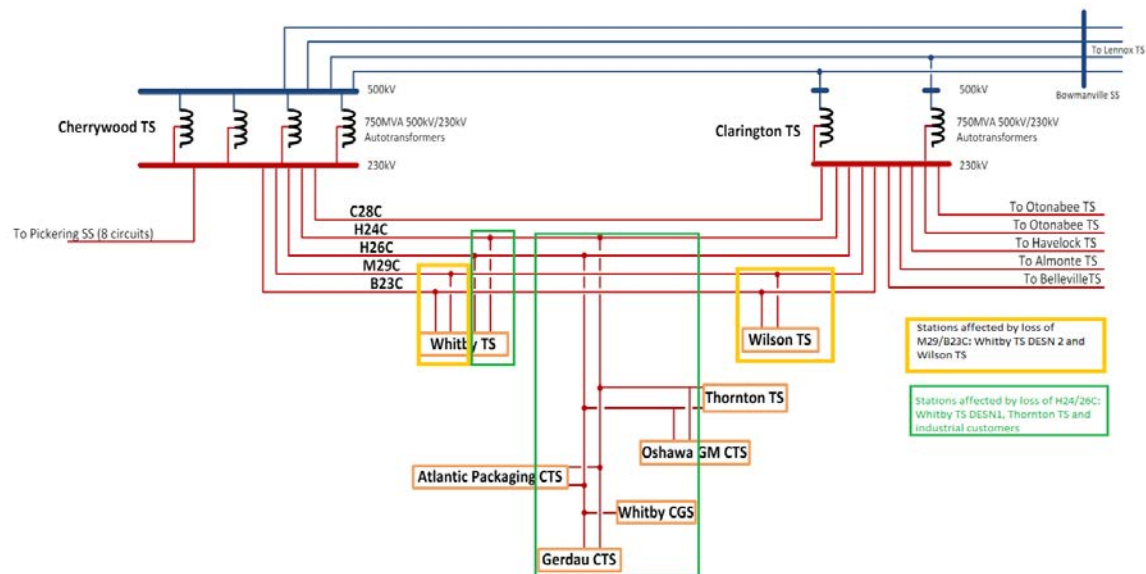 To Lennox TS
Bowmanville SS
500kV
500kV
Cherrywood TS
750MVA 500kV/230kV
Autotransformers
Clarington TS
750MVA 500kV/230kV
Autotransformers
230kV
230kV
C28C
H24C
H26C
M29C
B23C
To Pickering SS (8 circuits)
To Otonabee TS
To Otonabee TS
To Havelock TS
To Almonte TS
To BellevilleTS
Whitby TS
Wilson TS
Stations affected by loss of
M29/B23C: Whitby TS DESN 2 and
Wilson TS
Thornton TS
Stations affected by loss of H24/26C:
Whitby TS DESN1, Thornton TS and
industrial customers
Oshawa GM CTS
Atlantic Packaging CTS
Whitby CGS
Gerdau CTS